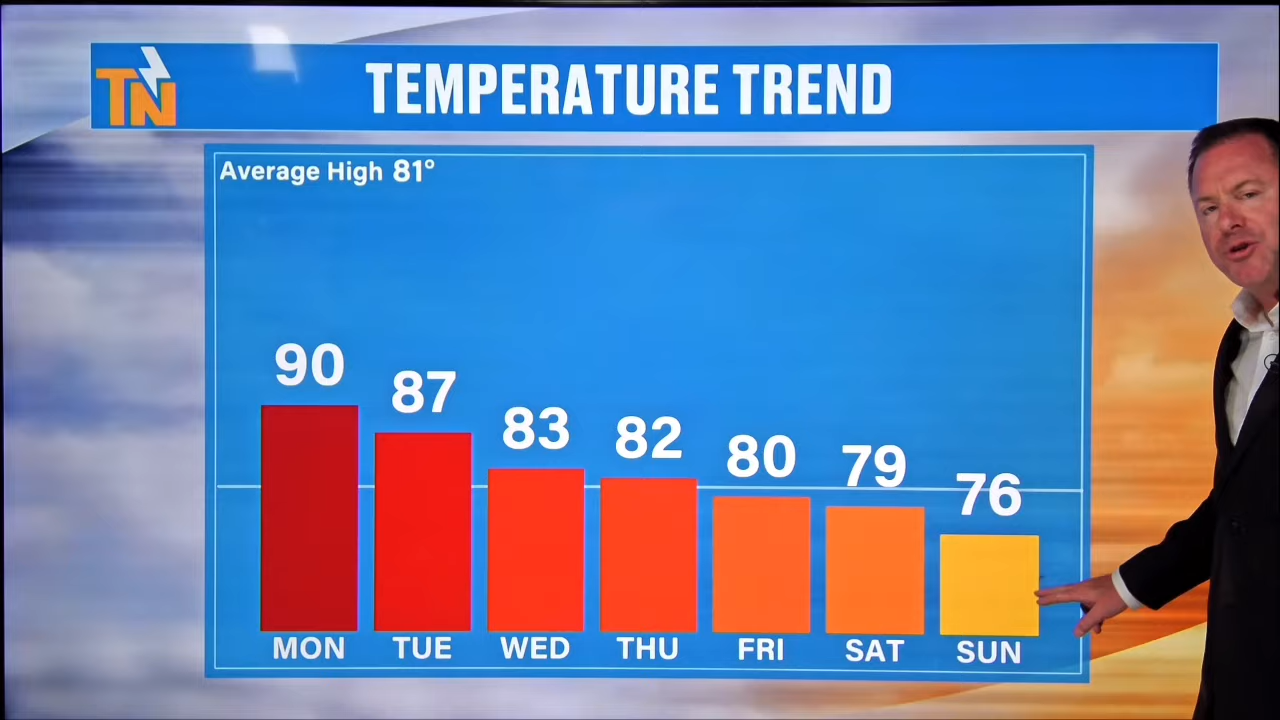 TN
TEMPERATURE TREND
Average High 81°
90 87 83 82 80 79 76
MON TUE WED THU FRI SAT SUN